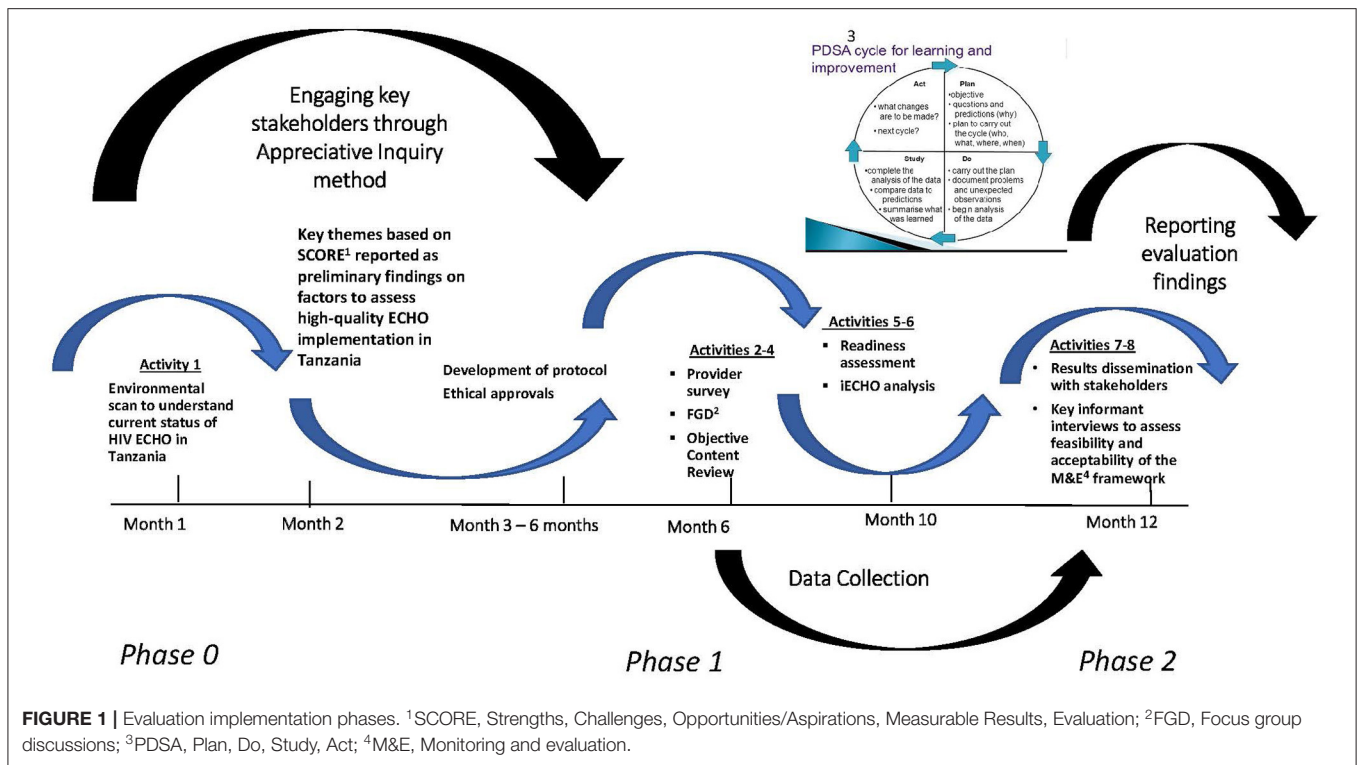 Engaging key
stakeholders through
Appreciative Inquiry
method
3
PDSA cycle for learning and
improvement
Act
•what changes
are to be made?
•next cycle?
Plan
•objective
•questions and
predictions (why)
•plan to carry out
the cycle (who,
what, where, when)
Study
•complete the
analysis of the data
•compare data to
predictions
•summarise what
was learned
Do
•carry out the plan
•document problems
and unexpected
observations
•begin analysis
of the data
Reporting
evaluation
findings
Key themes based on
SCORE¹ reported as
preliminary findings on
factors to assess
high-quality ECHO
implementation in
Tanzania
Activity 1
Environmental
scan to understand
current status of
HIV ECHO in
Tanzania
Development of protocol
Ethical approvals
Activities 2-4
▪ Provider
survey
▪ FGD²
▪ Objective
Content
Review
Activities 5-6
▪ Readiness
assessment
▪ iECHO analysis
Activities 7-8
• Results dissemination
with stakeholders
• Key informant
interviews to assess
feasibility and
acceptability of the
M&E⁴ framework
Month 1
Month 2
Month 3 – 6 months
Month 6
Month 10
Month 12
Data Collection
Phase 0
Phase 1
Phase 2
FIGURE 1 | Evaluation implementation phases. ¹SCORE, Strengths, Challenges, Opportunities/Aspirations, Measurable Results, Evaluation; ²FGD, Focus group
discussions; ³PDSA, Plan, Do, Study, Act; ⁴M&E, Monitoring and evaluation.